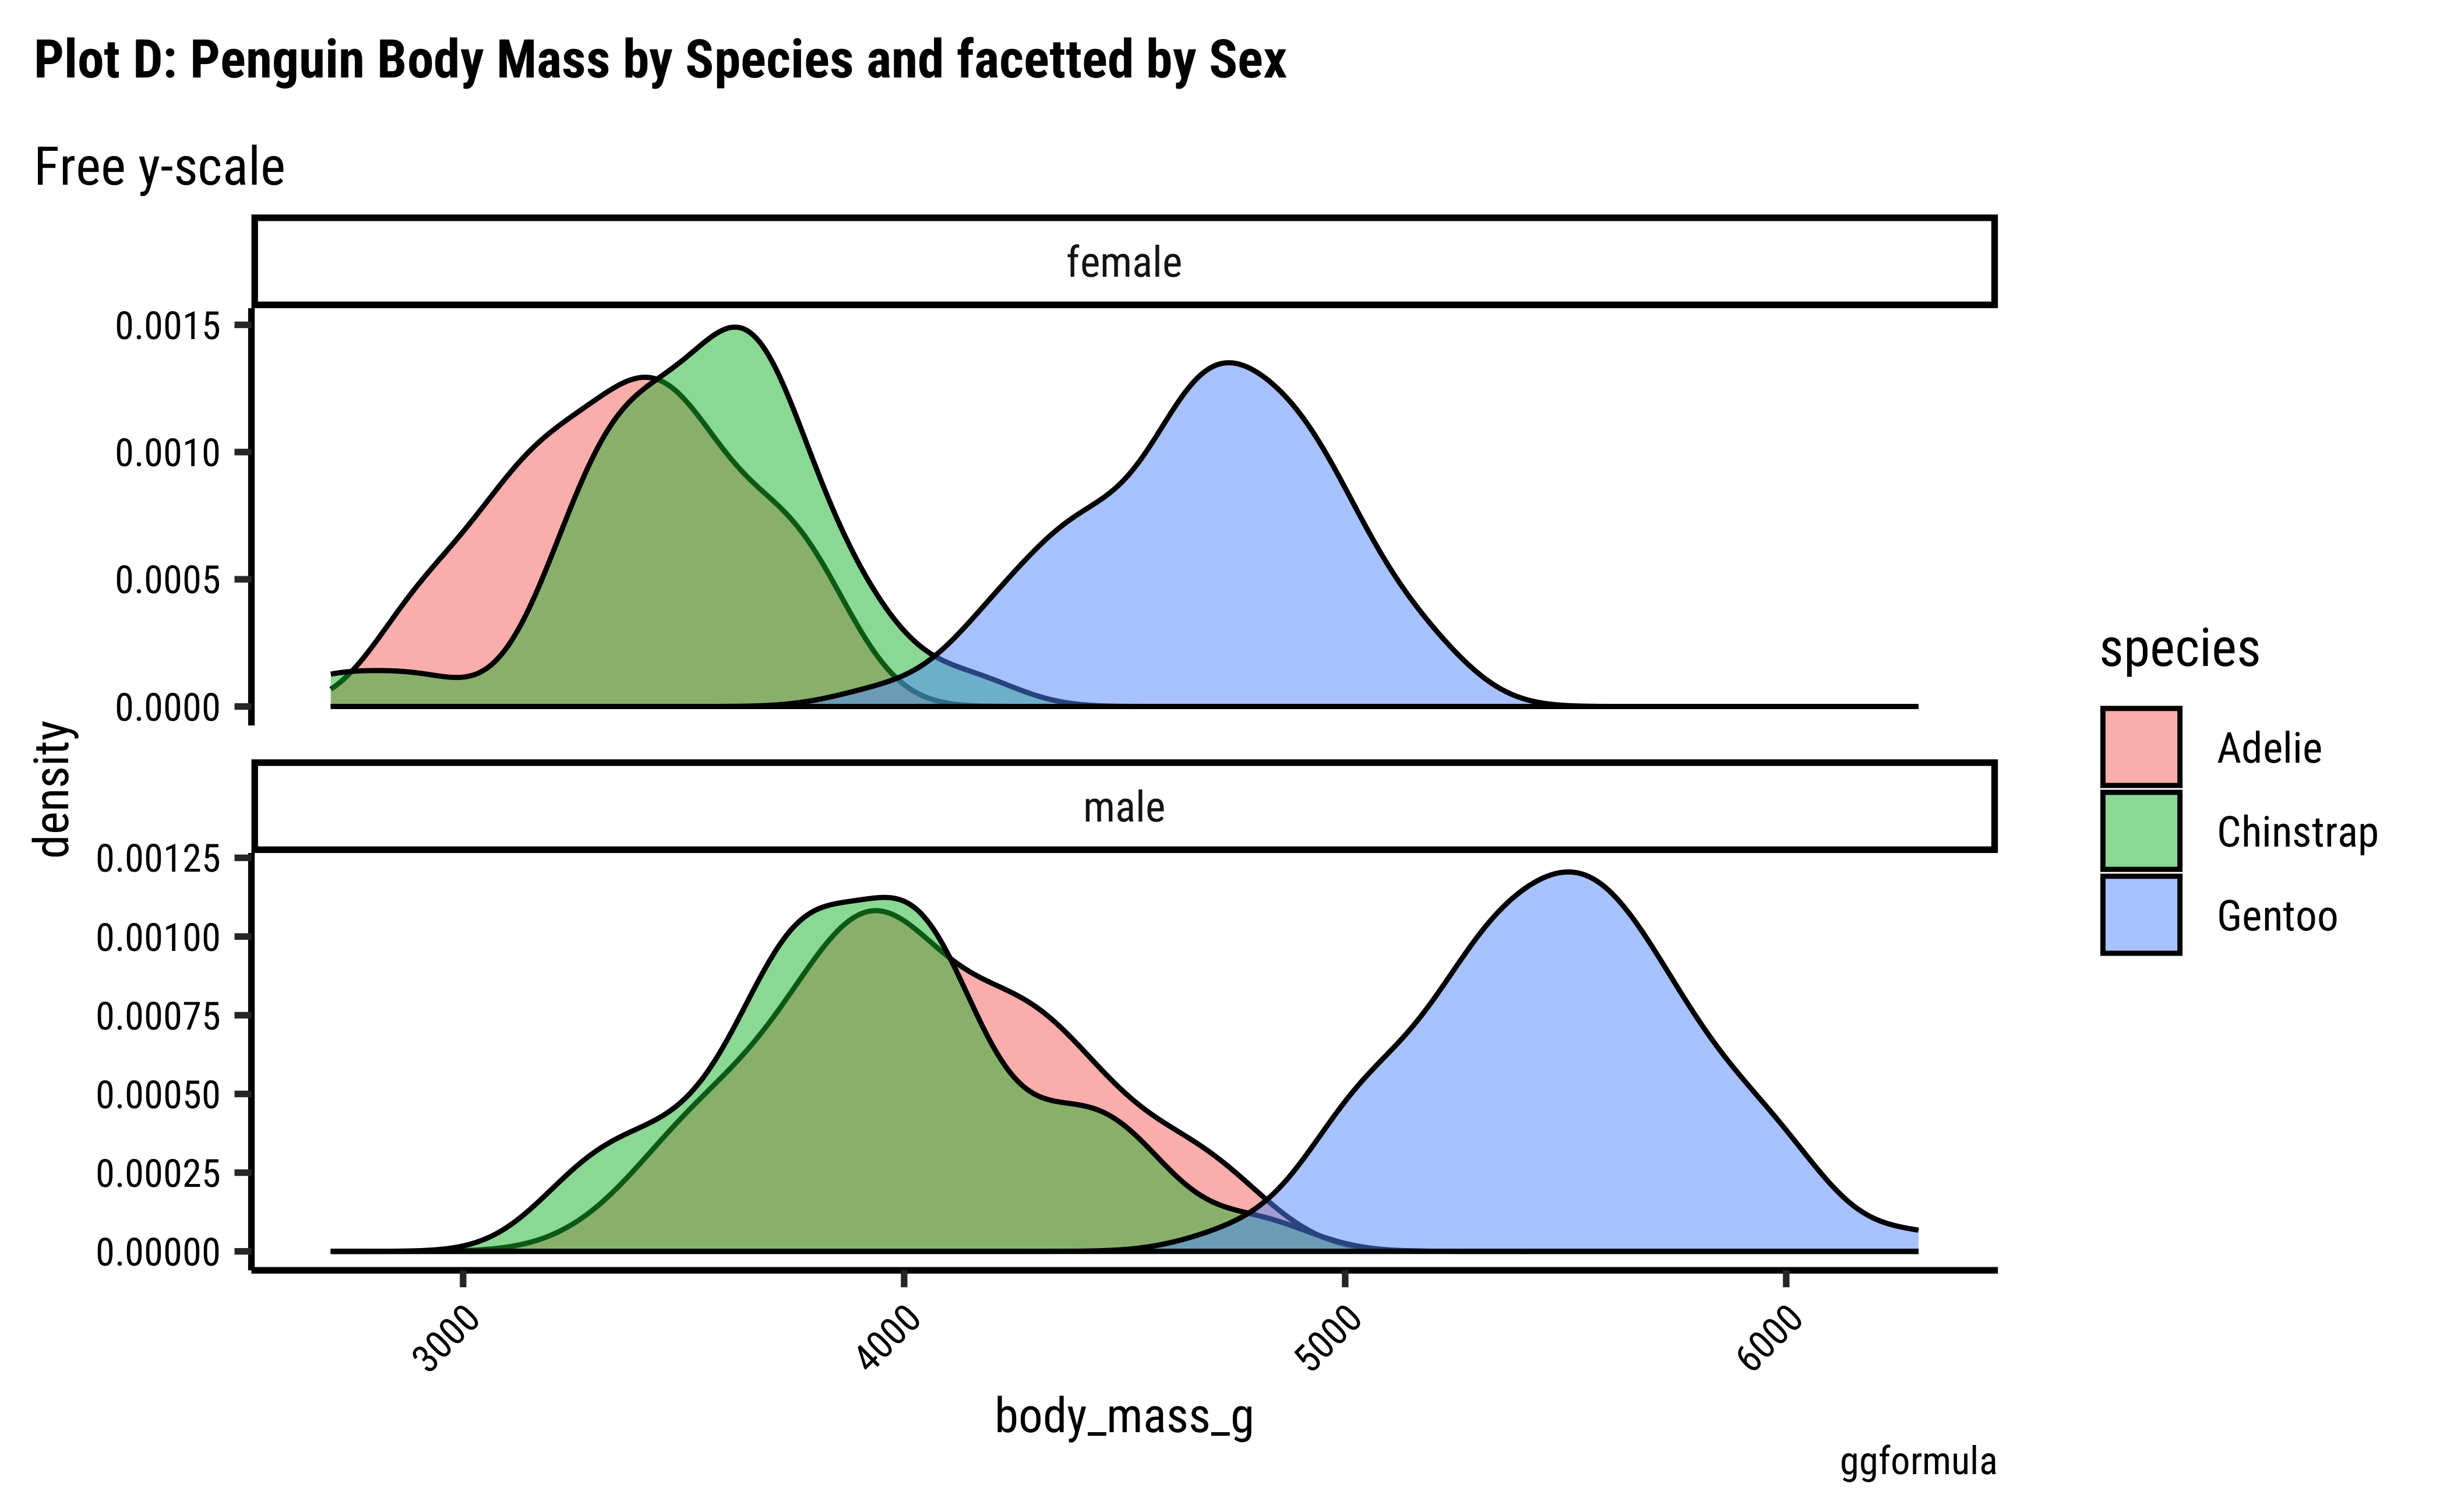 Plot D: Penguin Body Mass by Species and facetted by Sex
Free y-scale
female
0.0015
0.0010
0.0005
0.0000
density
male
0.00125
0.00100
0.00075
0.00050
0.00025
0.00000
3000
4000
5000
6000
body_mass_g
species
Adelie
Chinstrap
Gentoo
ggformula